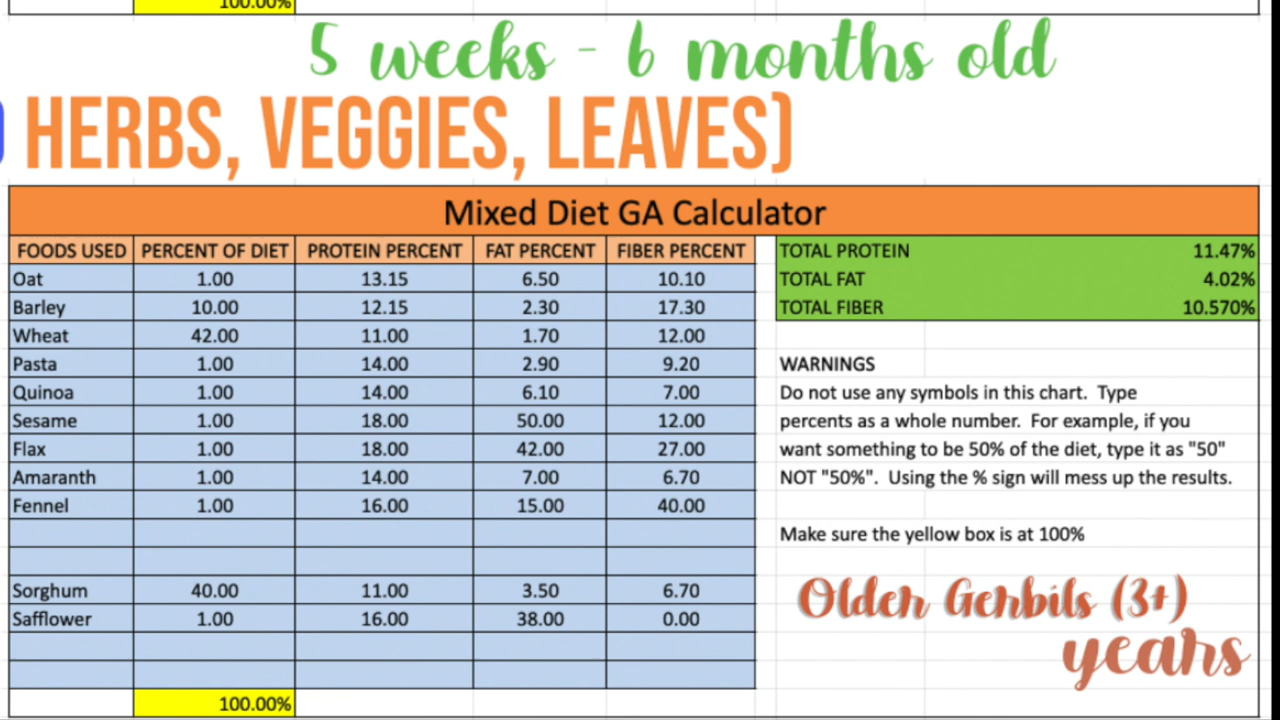 100.00%
5 weeks - 6 months old
HERBS, VEGGIES, LEAVES)
Mixed Diet GA Calculator
FOODS USED PERCENT OF DIET PROTEIN PERCENT FAT PERCENT FIBER PERCENT TOTAL PROTEIN 11.47%
Oat 1.00 13.15 6.50 10.10 TOTAL FAT 4.02%
Barley 10.00 12.15 2.30 17.30 TOTAL FIBER 10.570%
Wheat 42.00 11.00 1.70 12.00
Pasta 1.00 14.00 2.90 9.20 WARNINGS
Quinoa 1.00 14.00 6.10 7.00 Do not use any symbols in this chart. Type
Sesame 1.00 18.00 50.00 12.00 percents as a whole number. For example, if you
Flax 1.00 18.00 42.00 27.00 want something to be 50% of the diet, type it as "50"
Amaranth 1.00 14.00 7.00 6.70 NOT "50%". Using the % sign will mess up the results.
Fennel 1.00 16.00 15.00 40.00
Make sure the yellow box is at 100%
Sorghum 40.00 11.00 3.50 6.70 Older Gerbils (3+)
Safflower 1.00 16.00 38.00 0.00
years
100.00%